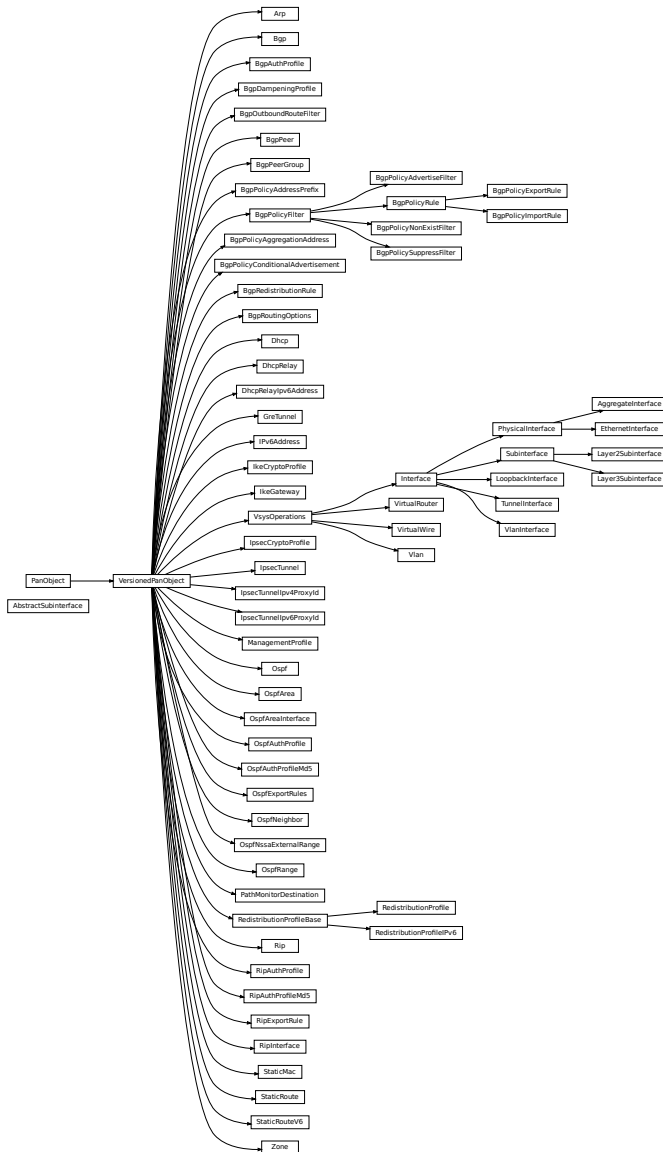 Arp
Bgp
BgpAuthProfile
BgpDampeningProfile
BgpOutboundRouteFilter
BgpPeer
BgpPeerGroup
BgpPolicyAddressPrefix
BgpPolicyFilter
BgpPolicyAdvertiseFilter
BgpPolicyRule
BgpPolicyNonExistFilter
BgpPolicySuppressFilter
BgpPolicyExportRule
BgpPolicyImportRule
BgpPolicyAggregationAddress
BgpPolicyConditionalAdvertisement
BgpRedistributionRule
BgpRoutingOptions
Dhcp
DhcpRelay
DhcpRelayIpv6Address
GreTunnel
IPv6Address
IkeCryptoProfile
IkeGateway
VsysOperations
Interface
VirtualRouter
VirtualWire
Vlan
PhysicalInterface
Subinterface
LoopbackInterface
TunnelInterface
VlanInterface
AggregateInterface
EthernetInterface
Layer2Subinterface
Layer3Subinterface
IpsecCryptoProfile
IpsecTunnel
PanObject
VersionedPanObject
AbstractSubinterface
IpsecTunnelIpv4ProxyId
IpsecTunnelIpv6ProxyId
ManagementProfile
Ospf
OspfArea
OspfAreaInterface
OspfAuthProfile
OspfAuthProfileMd5
OspfExportRules
OspfNeighbor
OspfNssaExternalRange
OspfRange
PathMonitorDestination
RedistributionProfileBase
RedistributionProfile
RedistributionProfileIPv6
Rip
RipAuthProfile
RipAuthProfileMd5
RipExportRule
RipInterface
StaticMac
StaticRoute
StaticRouteV6
Zone